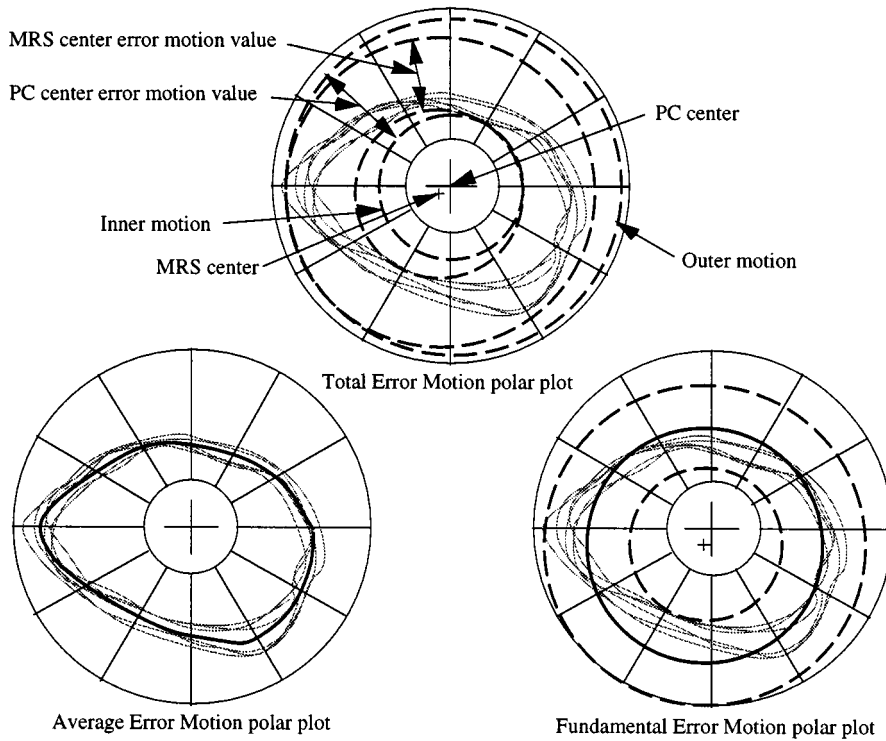 MRS center error motion value
PC center error motion value
PC center
Inner motion
MRS center
Outer motion
Total Error Motion polar plot
Average Error Motion polar plot
Fundamental Error Motion polar plot